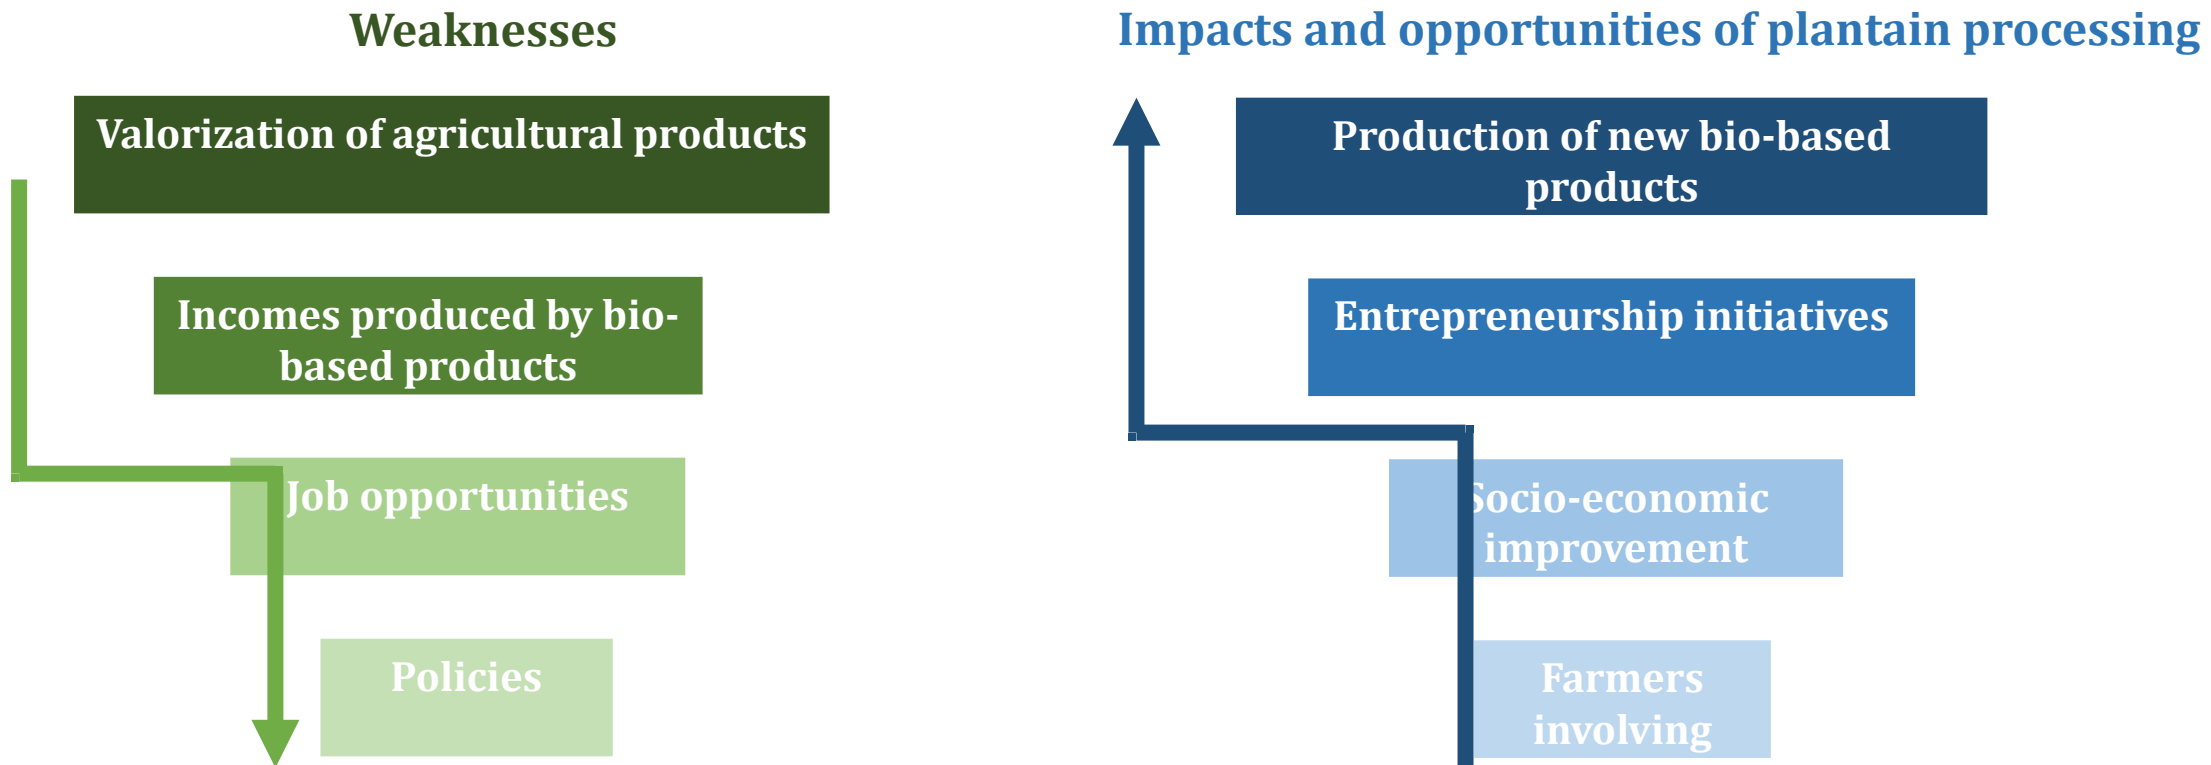 Weaknesses
Valorization of agricultural products
Incomes produced by bio-
based products
Job opportunities
Policies
Impacts and opportunities of plantain processing
Production of new bio-based
products
Entrepreneurship initiatives
Socio-economic
improvement
Farmers
involving